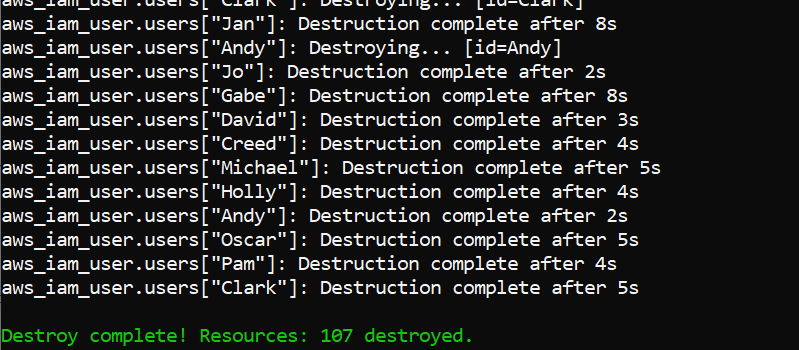 aws_iam_user.users["Clark"]: Destroying... [id=Clark]
aws_iam_user.users["Jan"]: Destruction complete after 8s
aws_iam_user.users["Andy"]: Destroying... [id=Andy]
aws_iam_user.users["Jo"]: Destruction complete after 2s
aws_iam_user.users["Gabe"]: Destruction complete after 8s
aws_iam_user.users["David"]: Destruction complete after 3s
aws_iam_user.users["Creed"]: Destruction complete after 4s
aws_iam_user.users["Michael"]: Destruction complete after 5s
aws_iam_user.users["Holly"]: Destruction complete after 4s
aws_iam_user.users["Andy"]: Destruction complete after 2s
aws_iam_user.users["Oscar"]: Destruction complete after 5s
aws_iam_user.users["Pam"]: Destruction complete after 4s
aws_iam_user.users["Clark"]: Destruction complete after 5s
Destroy complete! Resources: 107 destroyed.